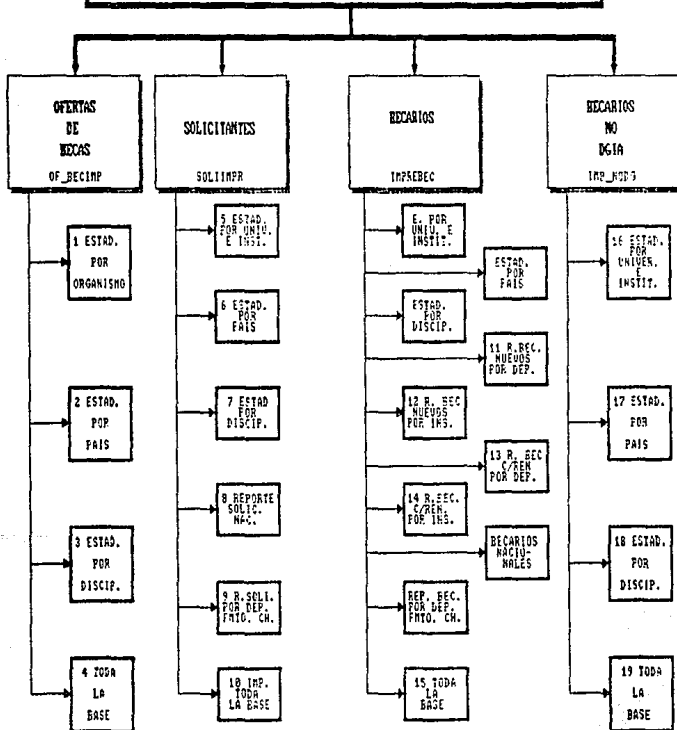 OFERTAS
DE
BECAS
OF_BECIMP
SOLICITANTES
SOLIIMPR
BECARIOS
IMPREBEC
BECARIOS
NO
DGIA
IMP_NODG
1 ESTAD.
POR
ORGANISMO
2 ESTAD.
POR
PAIS
3 ESTAD.
POR
DISCIP.
4 TODA
LA
BASE
5 ESTAD.
POR UNIV.
E INST.
6 ESTAD.
POR
PAIS
7 ESTAD
POR
DISCIP.
8 REPORTE
SOLIC.
NAC.
9 R.SOLI.
POR DEP.
FMTO. CH.
10 IMP.
TODA
LA BASE
E. POR
UNIV. E
INSTIT.
ESTAD.
POR
PAIS
ESTAD.
POR
DISCIP.
11 R.BEC.
NUEVOS
POR DEP.
12 R. BEC
NUEVOS
POR INS.
13 R. BEC
C/REN
POR DEP.
14 R.BEC.
C/REN.
POR INS.
BECARIOS
NACIO-
NALES
REP. BEC.
POR DEP.
FMTO. CH.
15 TODA
LA
BASE
16 ESTAD.
POR
UNIVER.
E
INSTIT.
17 ESTAD.
POR
PAIS
18 ESTAD.
POR
DISCIP.
19 TODA
LA
BASE